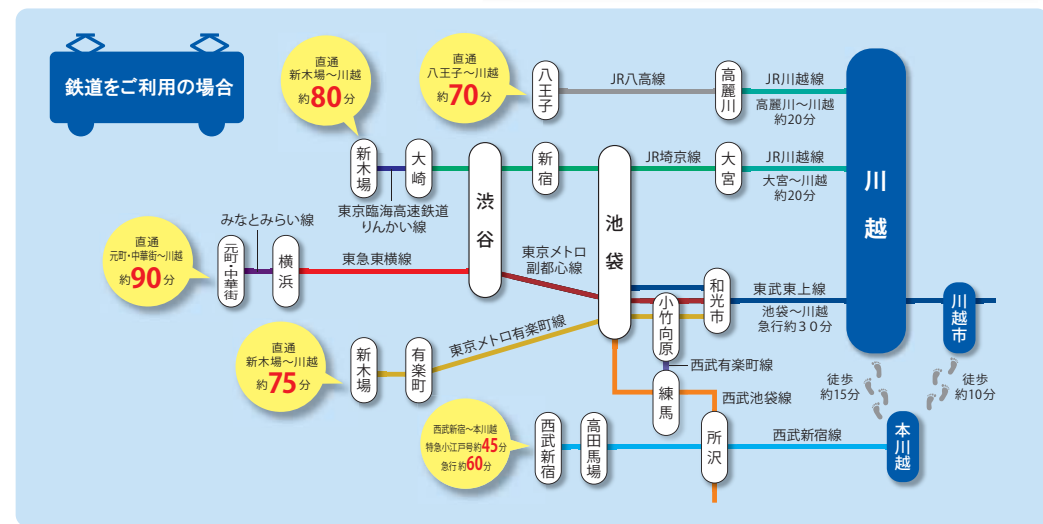 鉄道をご利用の場合
直通
新木場～川越
約80分
直通
八王子～川越
約70分
八王子
JR八高線
高麗川
JR川越線
高麗川～川越
約20分
川越
新木場
大崎
渋谷
新宿
池袋
JR埼京線
大宮
JR川越線
大宮～川越
約20分
東京臨海高速鉄道
りんかい線
みなとみらい線
直通
元町・中華街～川越
約90分
元町・中華街
横浜
東急東横線
東京メトロ
副都心線
小竹向原
和光市
東武東上線
池袋～川越
急行約30分
川越市
直通
新木場～川越
約75分
新木場
有楽町
東京メトロ有楽町線
西武有楽町線
練馬
西武池袋線
徒歩
約15分
徒歩
約10分
西武新宿～本川越
特急小江戸号約45分
急行約60分
西武新宿
高田馬場
所沢
西武新宿線
本川越